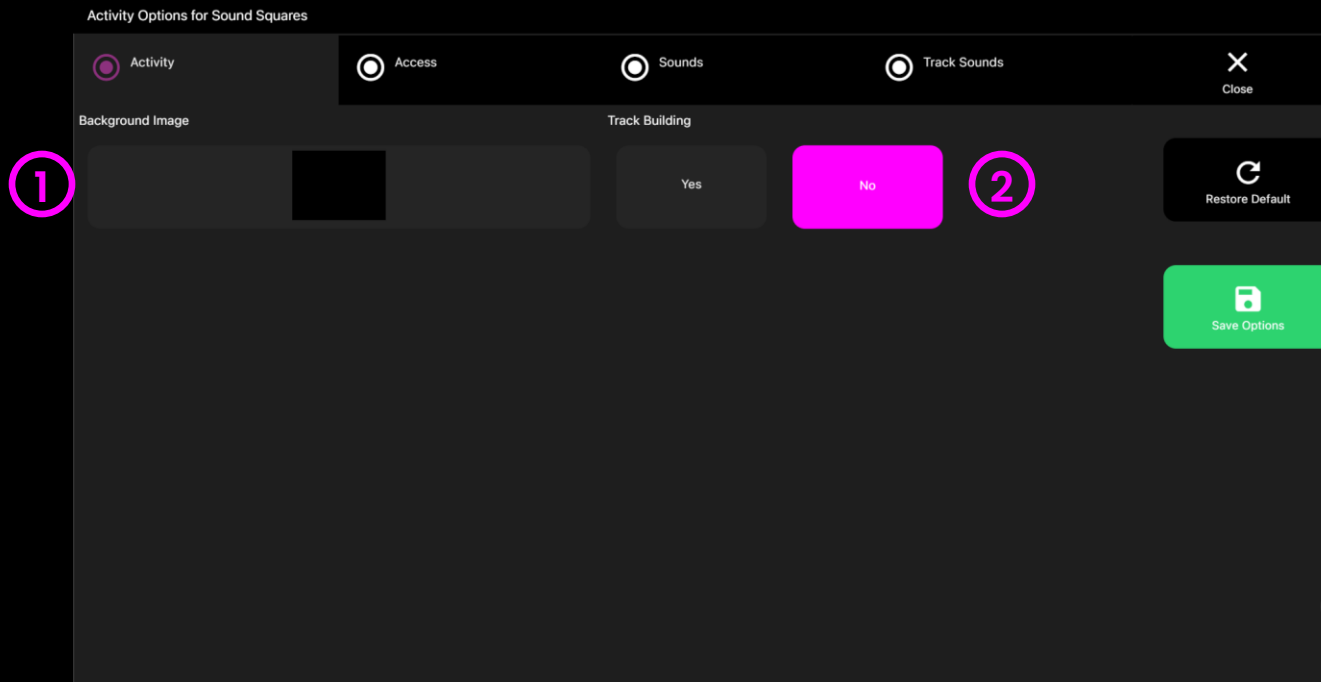 Activity Options for Sound Squares
Activity
Access
Sounds
Track Sounds
Close
Background Image
Track Building
1
Yes
No
2
Restore Default
Save Options